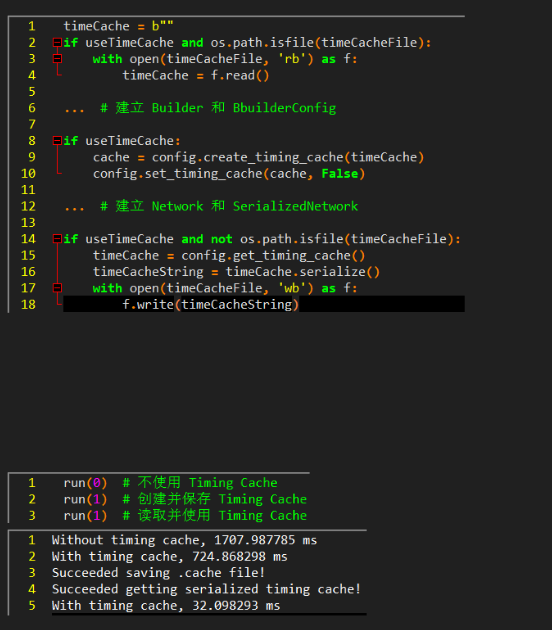 1 timeCache = b""
2 if useTimeCache and os.path.isfile(timeCacheFile):
3 with open(timeCacheFile, 'rb') as f:
4 timeCache = f.read()
5
6 ... # 建立 Builder 和 BbuilderConfig
7
8 if useTimeCache:
9 cache = config.create_timing_cache(timeCache)
10 config.set_timing_cache(cache, False)
11
12 ... # 建立 Network 和 SerializedNetwork
13
14 if useTimeCache and not os.path.isfile(timeCacheFile):
15 timeCache = config.get_timing_cache()
16 timeCacheString = timeCache.serialize()
17 with open(timeCacheFile, 'wb') as f:
18 f.write(timeCacheString)
1 run(0) # 不使用 Timing Cache
2 run(1) # 创建并保存 Timing Cache
3 run(1) # 读取并使用 Timing Cache
1 Without timing cache, 1707.987785 ms
2 With timing cache, 724.868298 ms
3 Succeeded saving .cache file!
4 Succeeded getting serialized timing cache!
5 With timing cache, 32.098293 ms